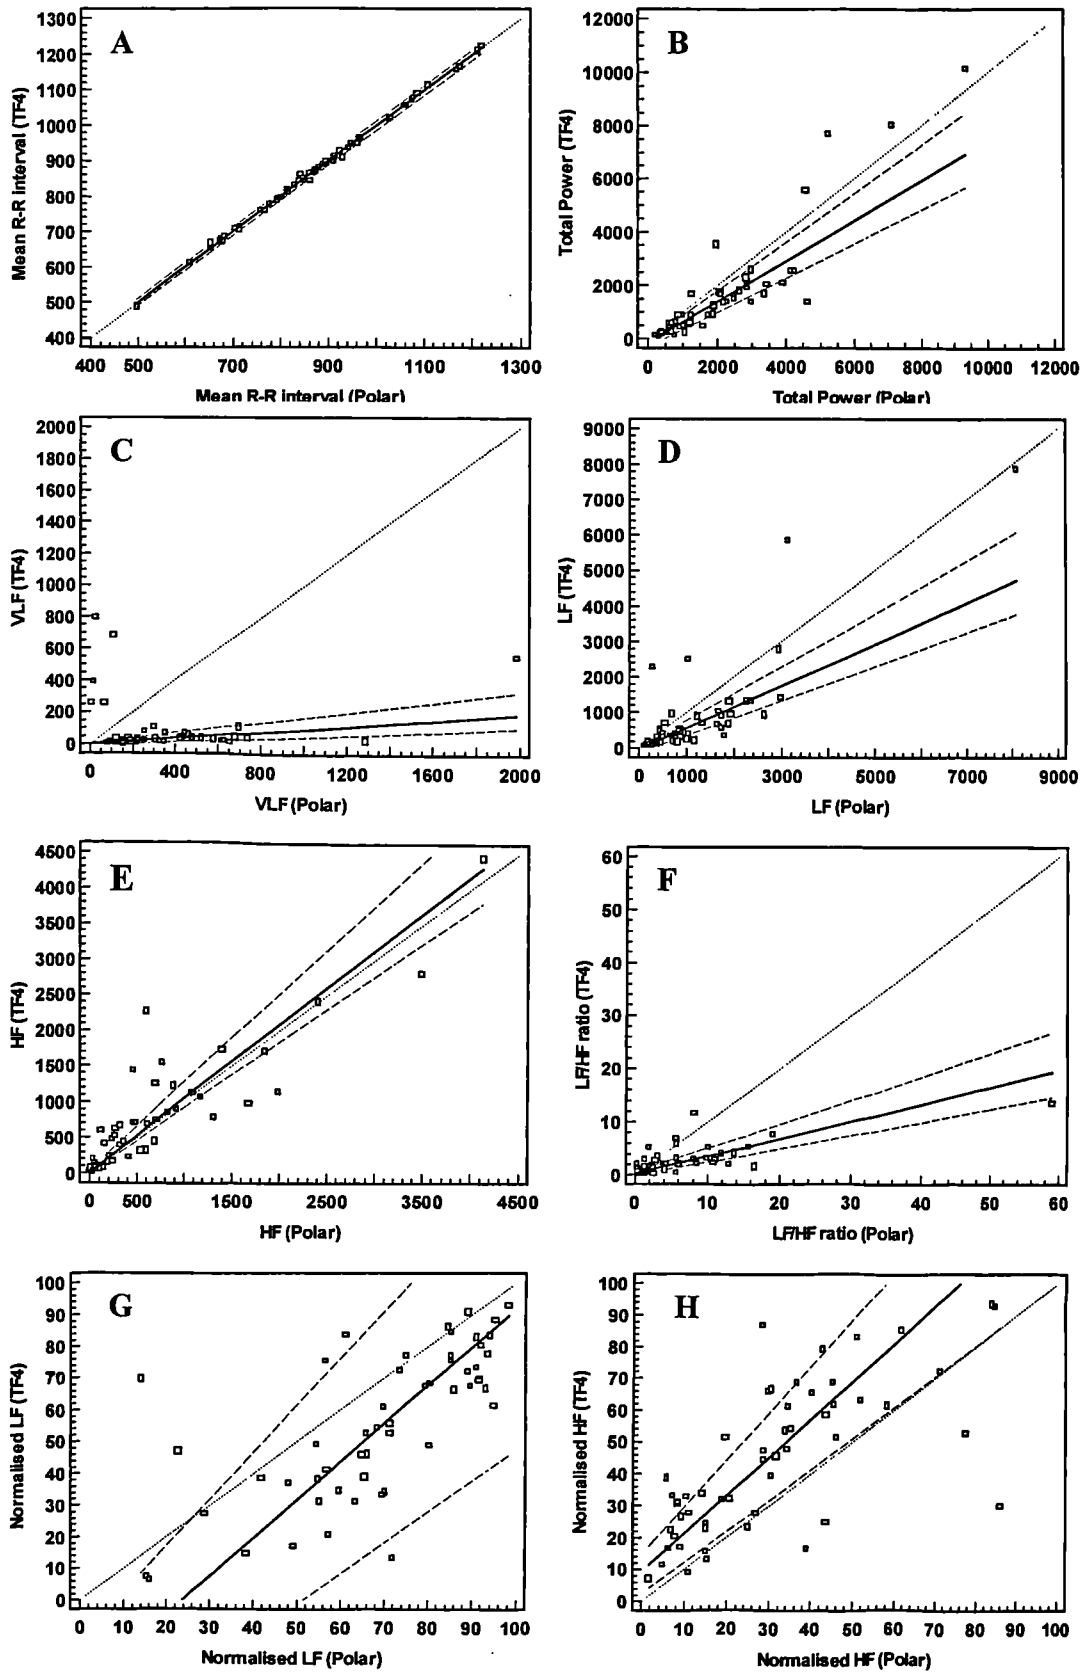 A
1300
1200
1100
1000
900
800
700
600
500
400
Mean R-R interval (TF4)
400 500 700 900 1100 1300
Mean R-R interval (Polar)
B
12000
10000
8000
6000
4000
2000
0
Total Power (TF4)
0 2000 4000 6000 8000 10000 12000
Total Power (Polar)
C
2000
1800
1600
1400
1200
1000
800
600
400
200
0
VLF (TF4)
0 400 800 1200 1600 2000
VLF (Polar)
D
9000
8000
7000
6000
5000
4000
3000
2000
1000
0
LF (TF4)
0 1000 3000 5000 7000 9000
LF (Polar)
E
4500
4000
3500
3000
2500
2000
1500
1000
500
0
HF (TF4)
0 500 1500 2500 3500 4500
HF (Polar)
F
60
50
40
30
20
10
0
LF/HF ratio (TF4)
0 10 20 30 40 50 60
LF/HF ratio (Polar)
G
100
90
80
70
60
50
40
30
20
10
0
Normalised LF (TF4)
0 10 20 30 40 50 60 70 80 90 100
Normalised LF (Polar)
H
100
90
80
70
60
50
40
30
20
10
0
Normalised HF (TF4)
0 10 20 30 40 50 60 70 80 90 100
Normalised HF (Polar)